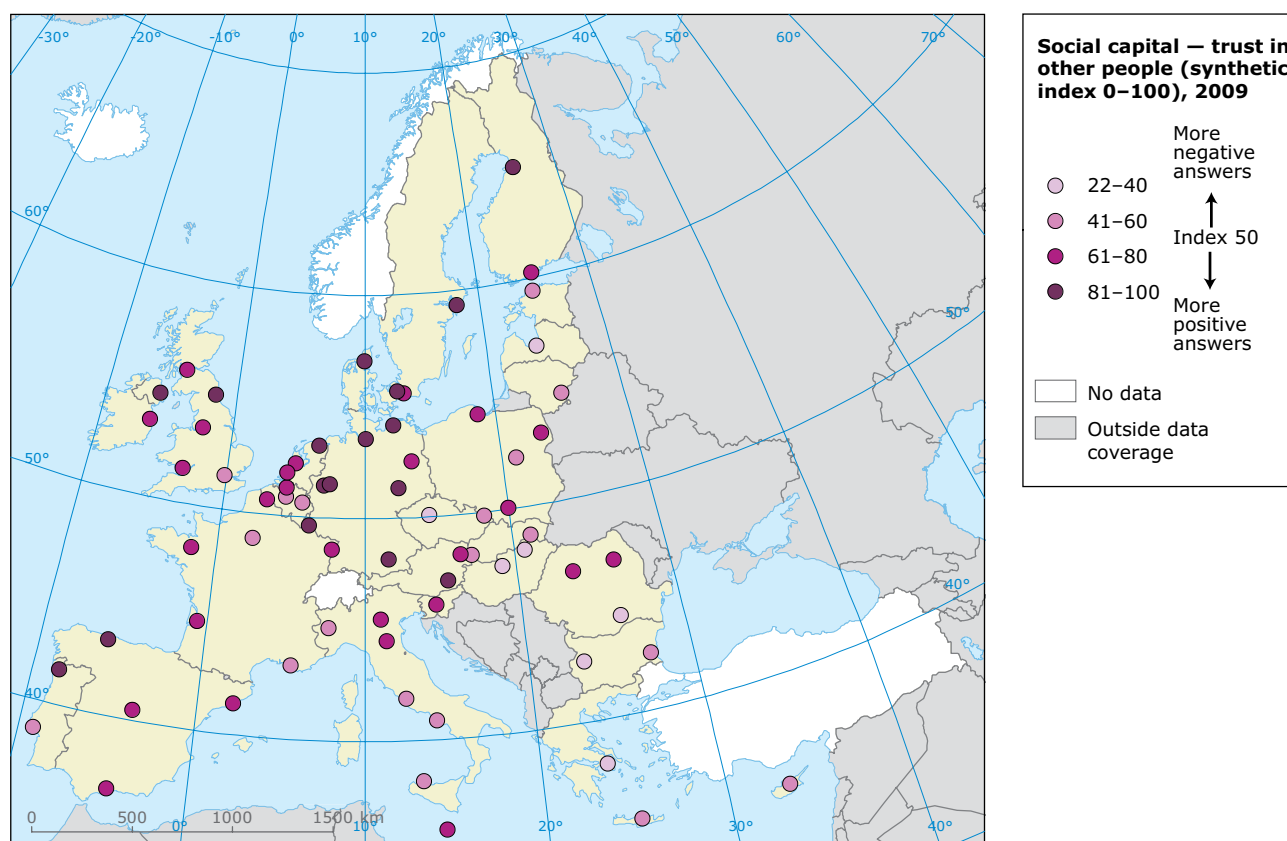 -30°
-20°
0°
10°
20°
30°
40°
50°
60°
70°
60°
50°
50°
40°
40°
0
500
1000
1500 km
0°
10°
20°
30°
40°
Social capital — trust in
other people (synthetic
index 0–100), 2009
More
negative
answers
22–40
41–60
Index 50
61–80
81–100
More
positive
answers
No data
Outside data
coverage